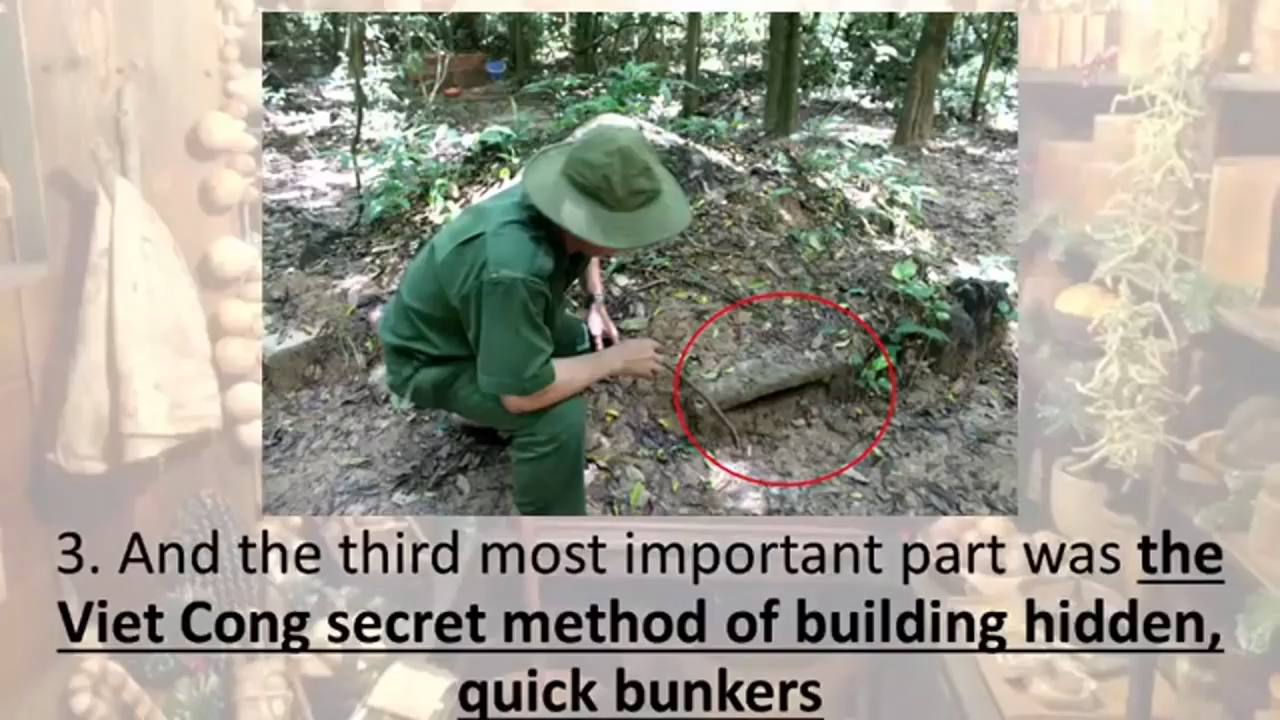 3. And the third most important part was the
Viet Cong secret method of building hidden,
quick bunkers